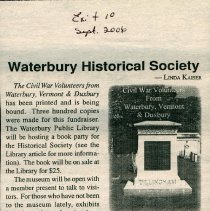 Ex: # 10
Sept. 2008
Waterbury Historical Society
— LINDA KAISER
The Civil War Volunteers from
Waterbury, Vermont & Duxbury
has been printed and is being
bound. Three hundred copies
were made for this fundraiser.
The Waterbury Public Library
will be hosting a book party for
the Historical Society (see the
Library article for more informa-
tion). The book will be on sale at
the Library for $25.
The museum will be open with
a member present to talk to visi-
tors. For those who have not been
to the museum lately, exhibits
Civil War Volunteers
From
Waterbury, Vermont
& Duxbury
DILLINGHAM